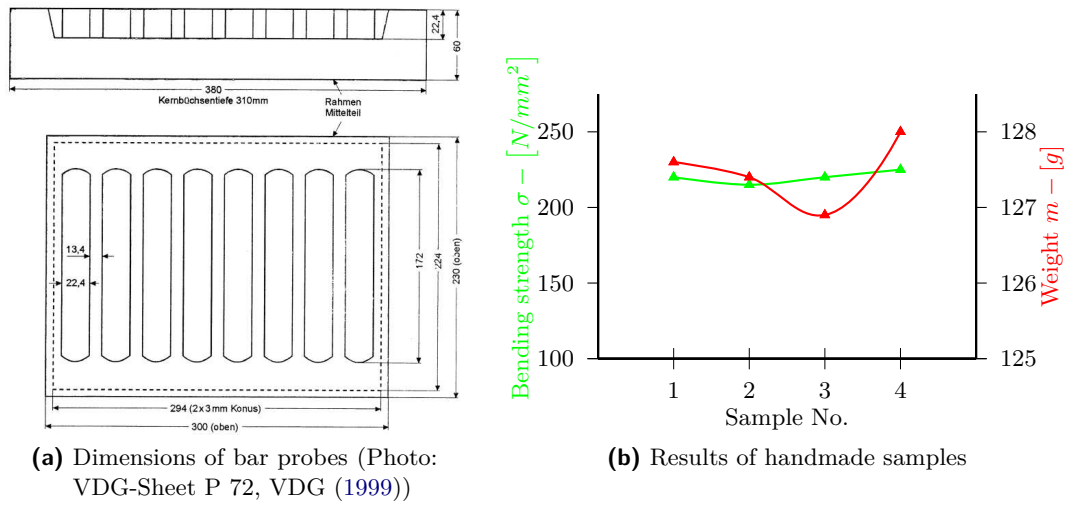 22,4
60
380
Kernbüchsentiefe 310mm
Rahmen
Mittelteil
13,4
22,4
172
224
230 (oben)
294 (2x3mm Konus)
300 (oben)
(a) Dimensions of bar probes (Photo:
VDG-Sheet P 72, VDG (1999))
Bending strength σ − [N/mm²]
250
200
150
100
1 2 3 4
Sample No.
128
127
126
125
Weight m − [g]
(b) Results of handmade samples